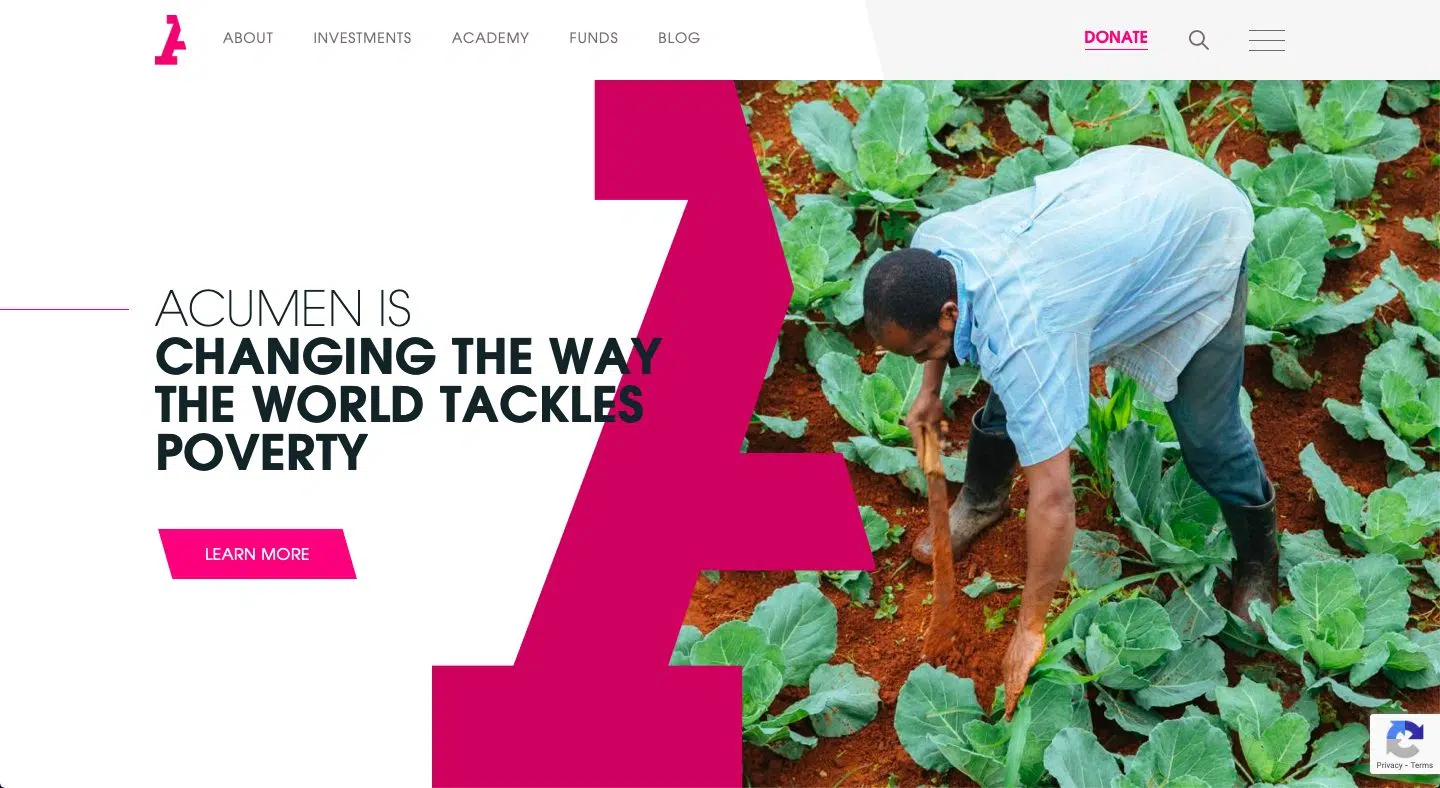 ABOUT
INVESTMENTS
ACADEMY
FUNDS
BLOG
DONATE
ACUMEN IS
CHANGING THE WAY
THE WORLD TACKLES
POVERTY
LEARN MORE
Privacy - Terms